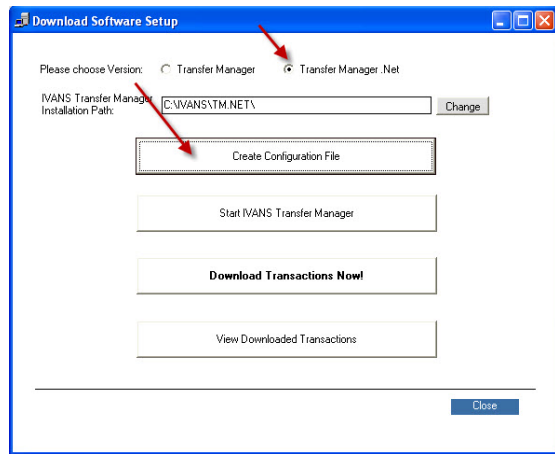 Download Software Setup
Please choose Version: Transfer Manager Transfer Manager .Net
IVANS Transfer Manager
Installation Path: C:\IVANS\TM.NET\ Change
Create Configuration File
Start IVANS Transfer Manager
Download Transactions Now!
View Downloaded Transactions
Close